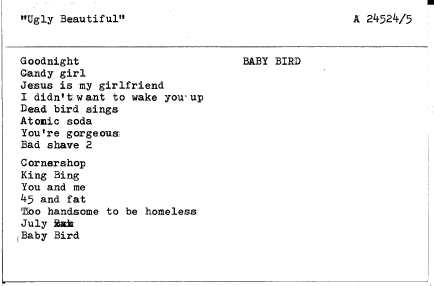 "Ugly Beautiful" A 24524/5
Goodnight BABY BIRD
Candy girl
Jesus is my girlfriend
I didn't want to wake you up
Dead bird sings
Atomic soda
You're gorgeous
Bad shave 2
Cornershop
King Bing
You and me
45 and fat
Too handsome to be homeless
July
Baby Bird